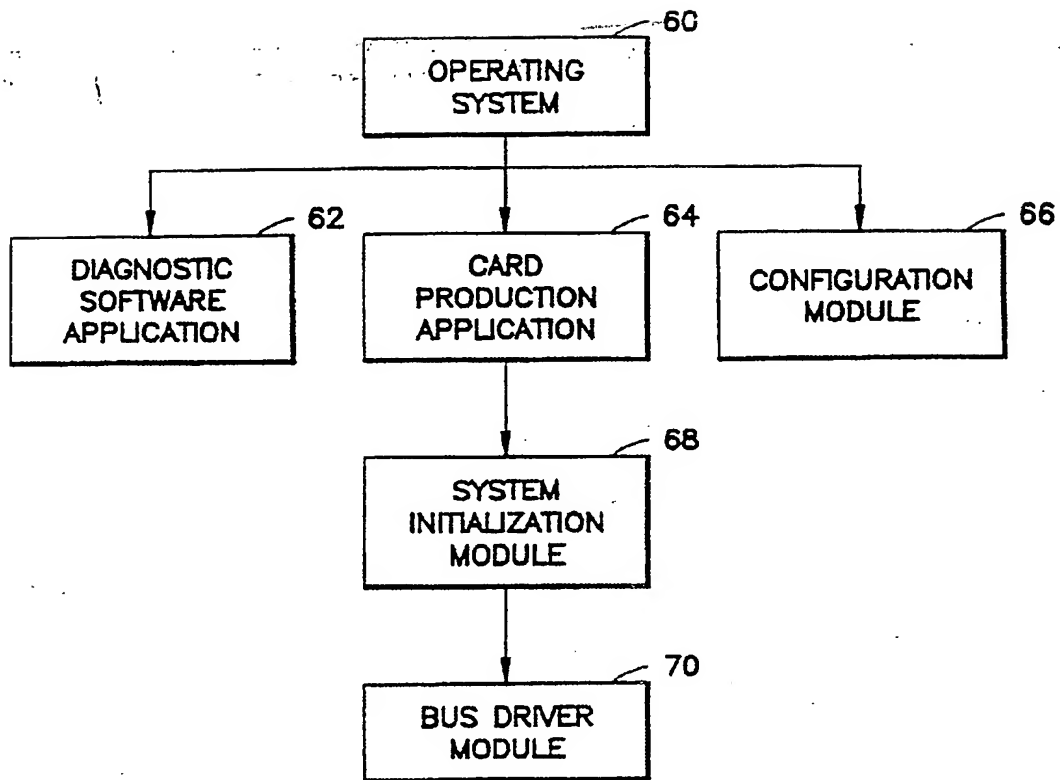 60
OPERATING
SYSTEM
62
DIAGNOSTIC
SOFTWARE
APPLICATION
64
CARD
PRODUCTION
APPLICATION
66
CONFIGURATION
MODULE
68
SYSTEM
INITIALIZATION
MODULE
70
BUS DRIVER
MODULE